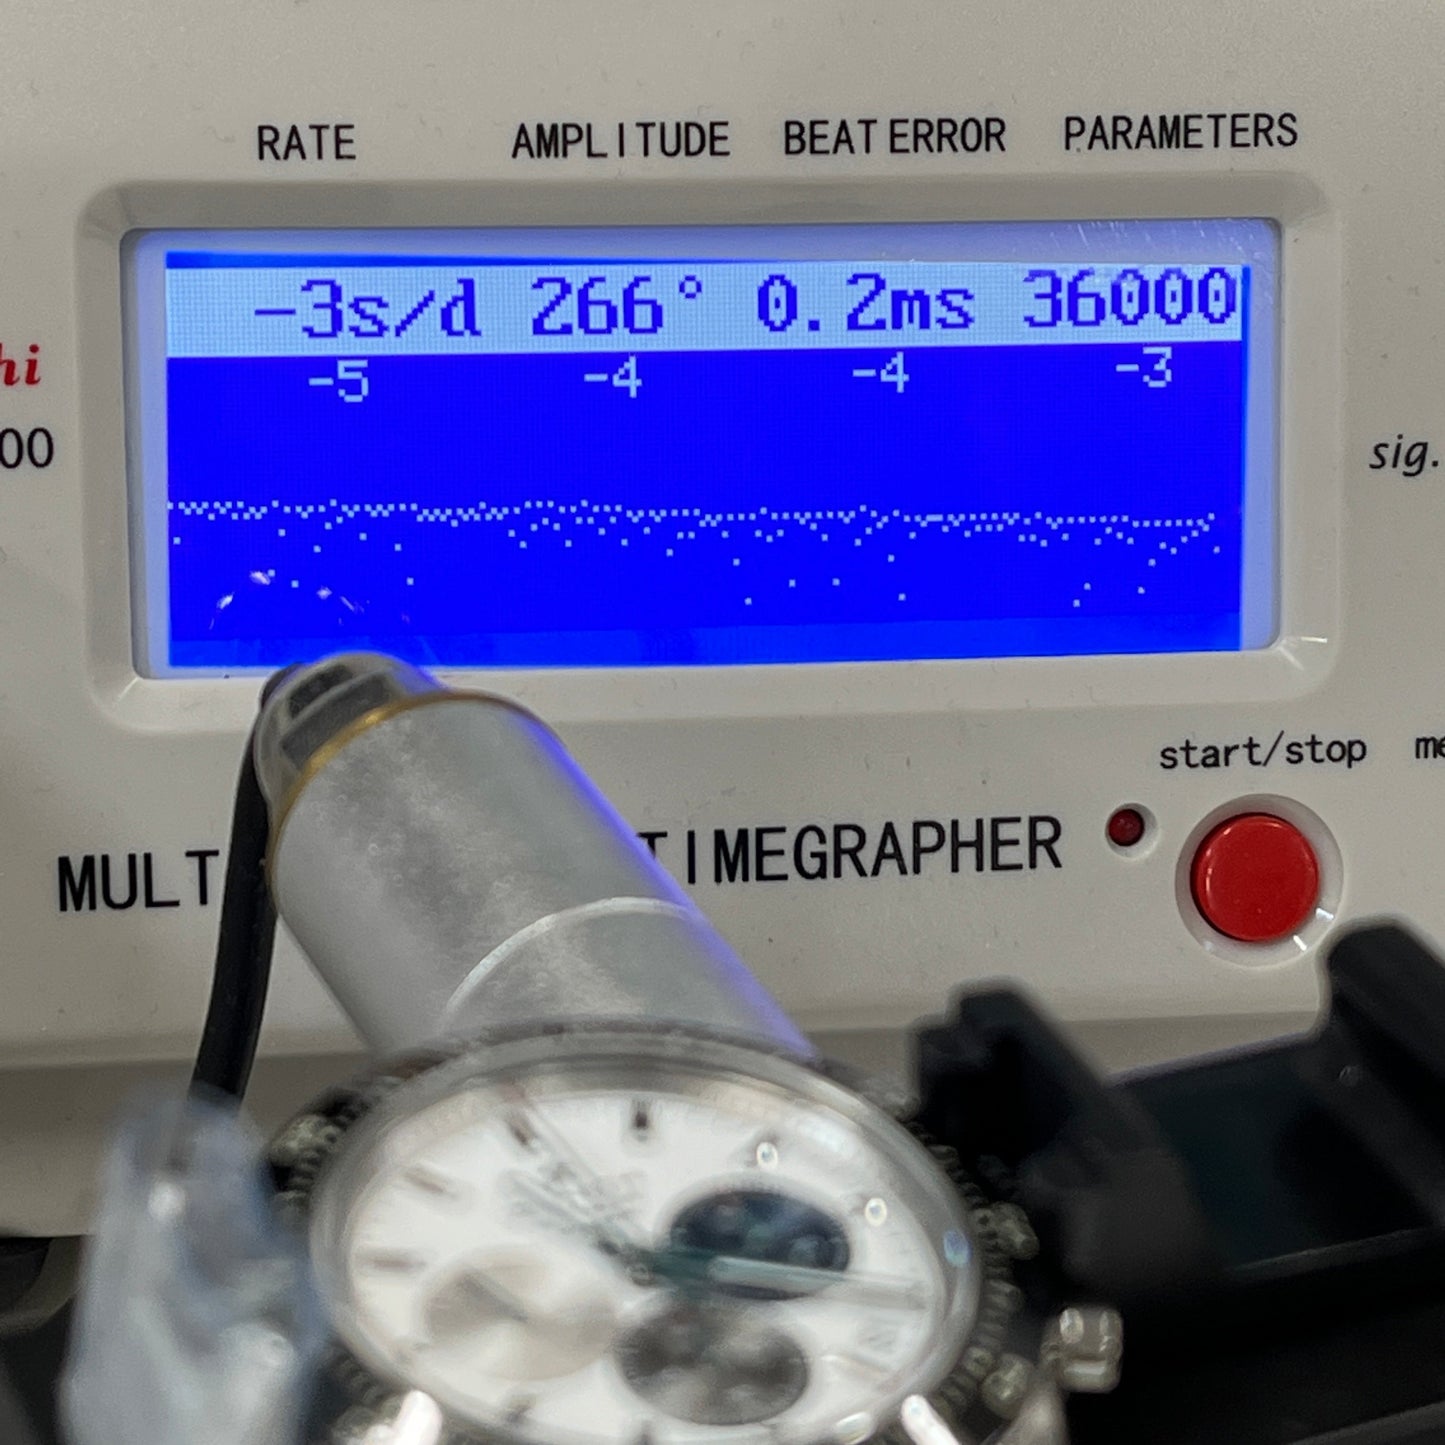 RATE AMPLITUDE BEAT ERROR PARAMETERS
-3s/d 266° 0.2ms 36000
-5 -4 -4 -3
hi
00
sig.
start/stop me
MULT TIMEGRAPHER